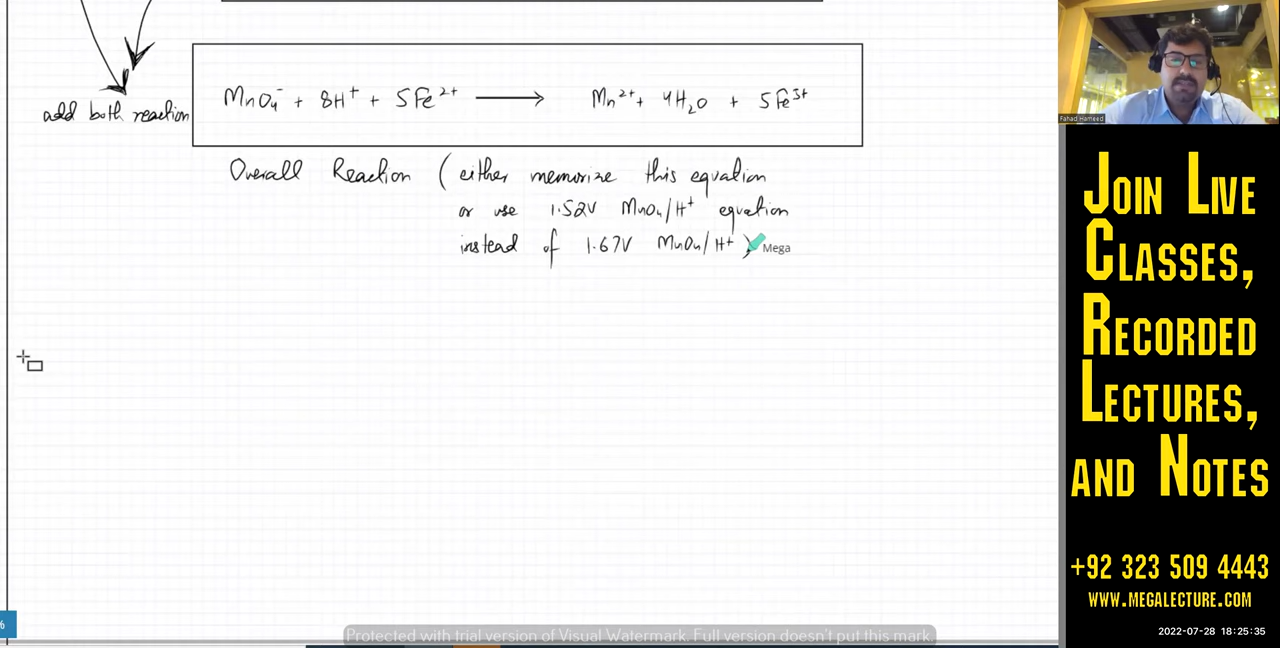 MnO₄⁻ + 8H⁺ + 5Fe²⁺ ⟶ Mn²⁺ + 4H₂O + 5Fe³⁺
add both reaction
Overall Reaction ( either memorize this equation
or use 1.52V MnO₄/H⁺ equation
instead of 1.67V MnO₄/H⁺ )
Mega
%
Protected with trial version of Visual Watermark. Full version doesn't put this mark.
Fahad Hameed
JOIN LIVE
CLASSES,
RECORDED
LECTURES,
AND NOTES
+92 323 509 4443
WWW.MEGALECTURE.COM
2022-07-28 18:25:35